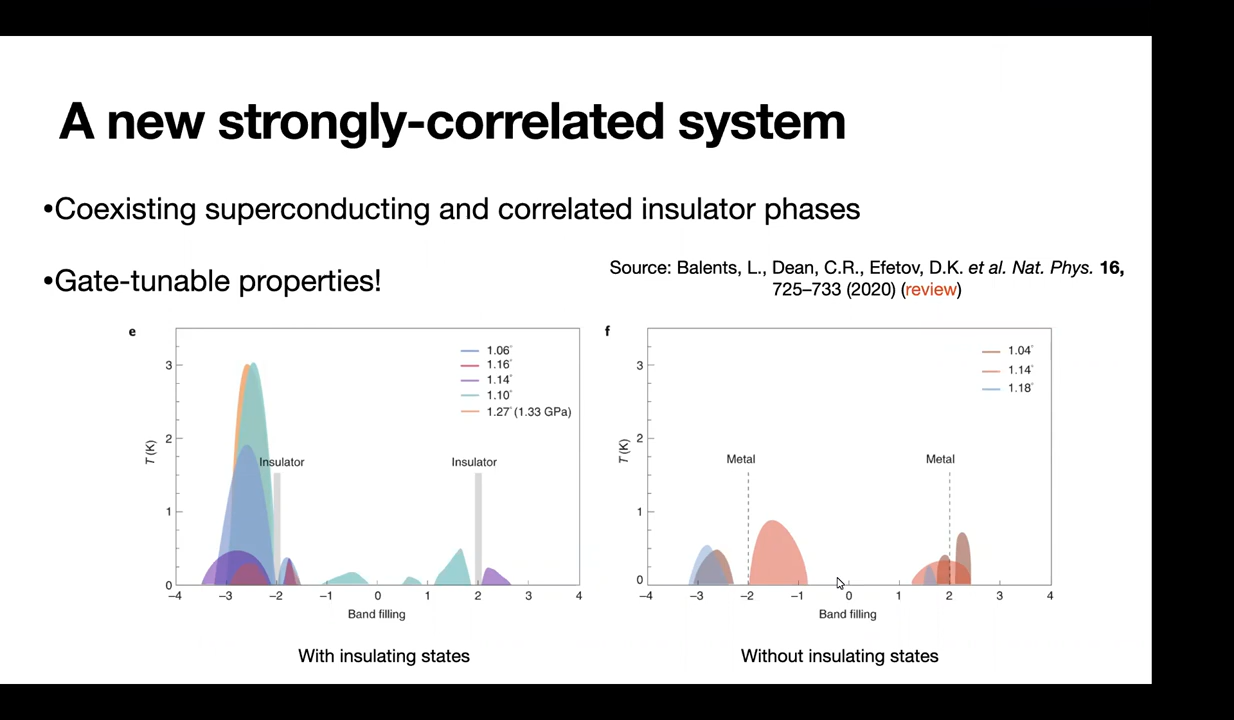 A new strongly-correlated system
•Coexisting superconducting and correlated insulator phases
•Gate-tunable properties!
Source: Balents, L., Dean, C.R., Efetov, D.K. et al. Nat. Phys. 16,
725–733 (2020) (review)
e
1.06°
1.16°
1.14°
1.10°
1.27° (1.33 GPa)
3
2
1
0
T (K)
Insulator
Insulator
–4 –3 –2 –1 0 1 2 3 4
Band filling
With insulating states
f
1.04°
1.14°
1.18°
3
2
1
0
T (K)
Metal
Metal
–4 –3 –2 –1 0 1 2 3 4
Band filling
Without insulating states